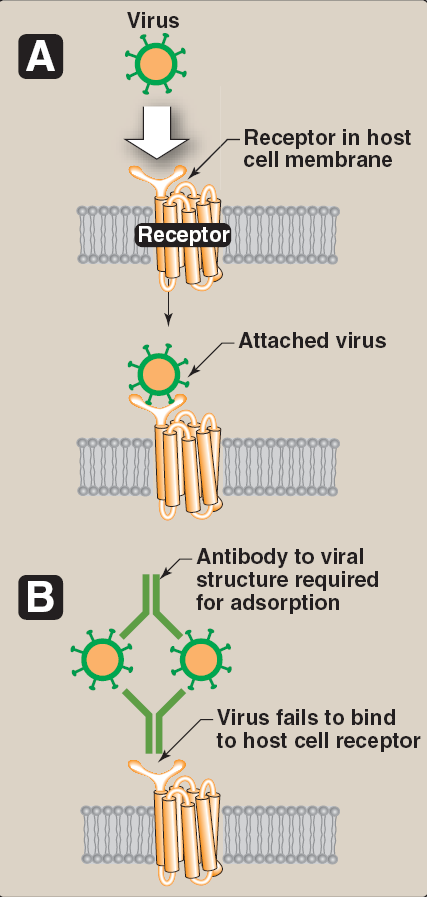 Virus
A
Receptor in host
cell membrane
Receptor
Attached virus
B
Antibody to viral
structure required
for adsorption
Virus fails to bind
to host cell receptor